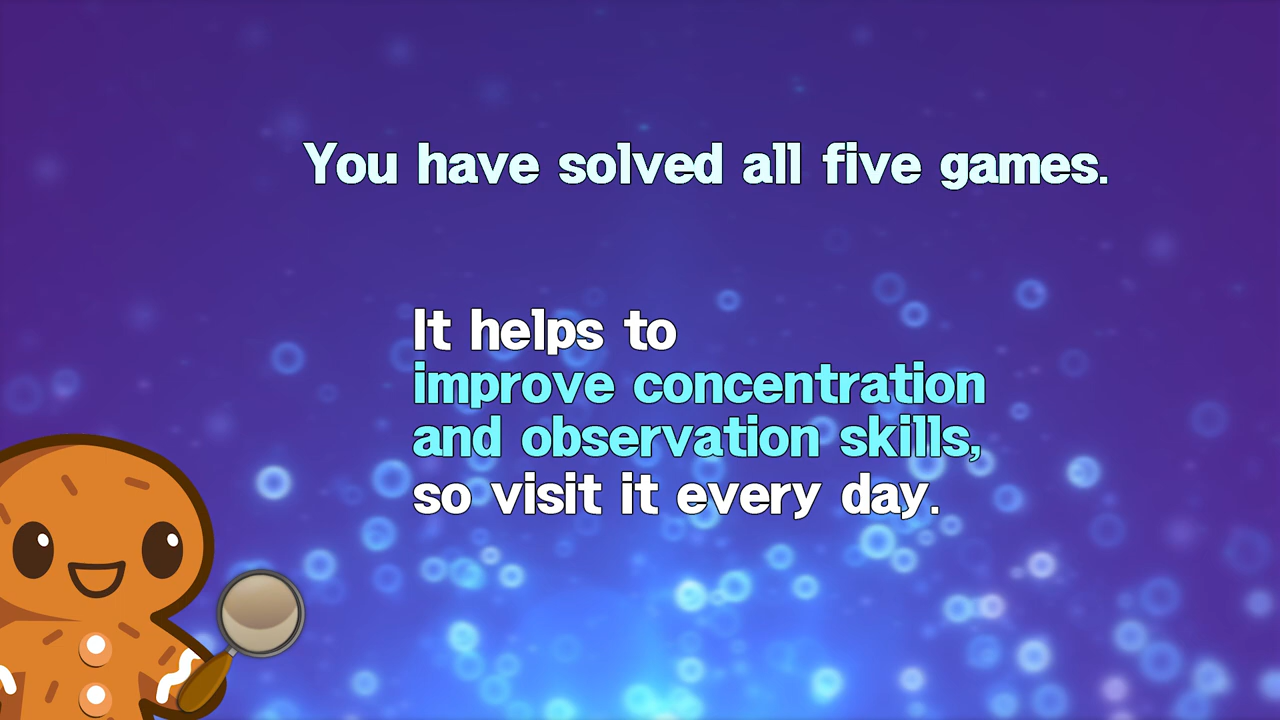 You have solved all five games.
It helps to
improve concentration
and observation skills,
so visit it every day.